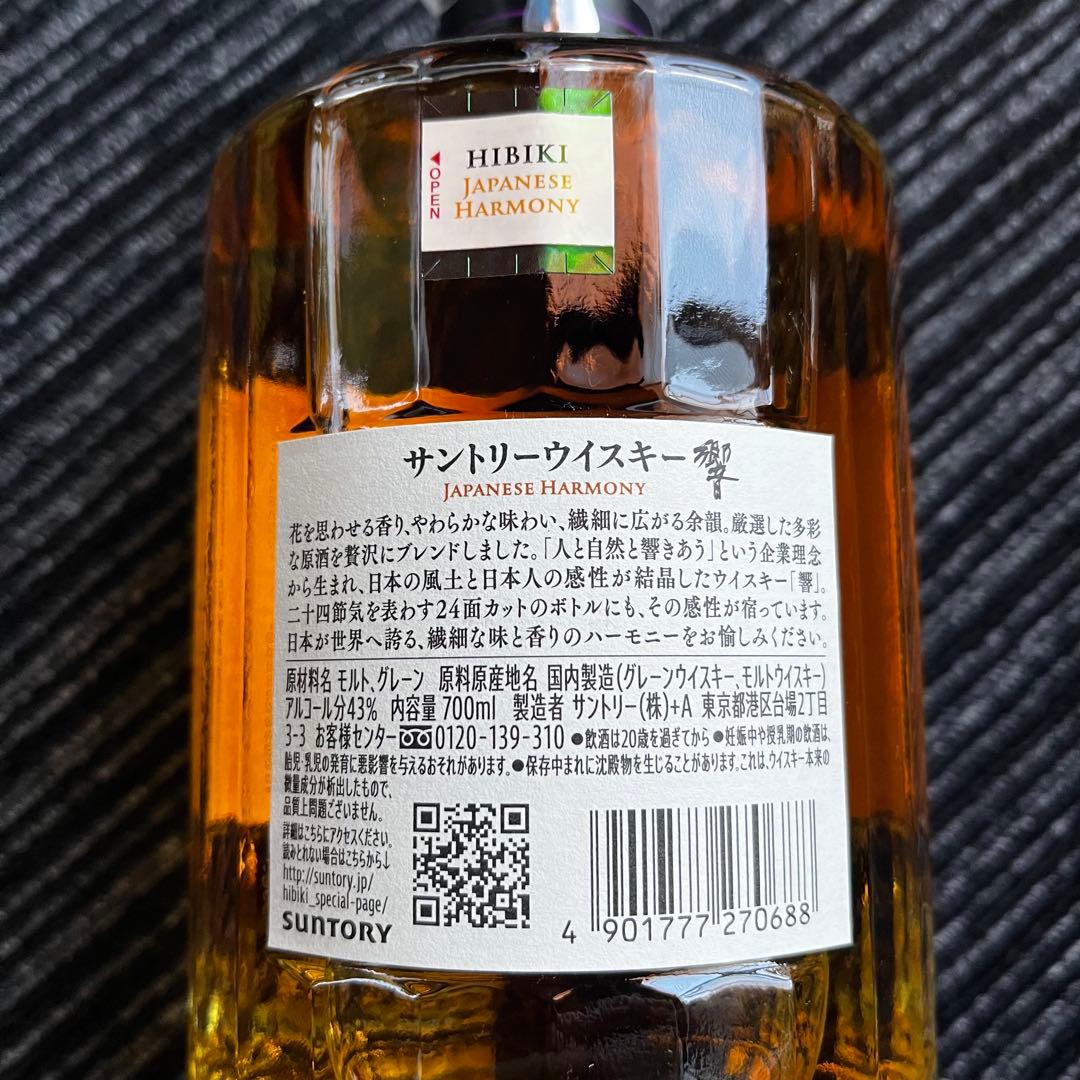 OPEN
HIBIKI
JAPANESE
HARMONY
サントリーウイスキー 響
JAPANESE HARMONY
花を思わせる香り、やわらかな味わい、繊細に広がる余韻。厳選した多彩
な原酒を贅沢にブレンドしました。「人と自然と響きあう」という企業理念
から生まれ、日本の風土と日本人の感性が結晶したウイスキー「響」。
二十四節気を表わす24面カットのボトルにも、その感性が宿っています。
日本が世界へ誇る、繊細な味と香りのハーモニーをお愉しみください。
原材料名 モルト、グレーン 原料原産地名 国内製造(グレーンウイスキー、モルトウイスキー)
アルコール分43% 内容量 700ml 製造者 サントリー(株)+A 東京都港区台場2丁目
3-3 お客様センター 0120-139-310 ●飲酒は20歳を過ぎてから ●妊娠中や授乳期の飲酒は、
胎児・乳児の発育に悪影響を与えるおそれがあります。●保存中まれに沈殿物を生じることがあります。これは、ウイスキー本来の
微量成分が析出したもので、
品質上問題ございません。
詳細はこちらにアクセスください。
読みとれない場合はこちらから↓
http://suntory.jp/
hibiki_special-page/
SUNTORY
4 901777 270688